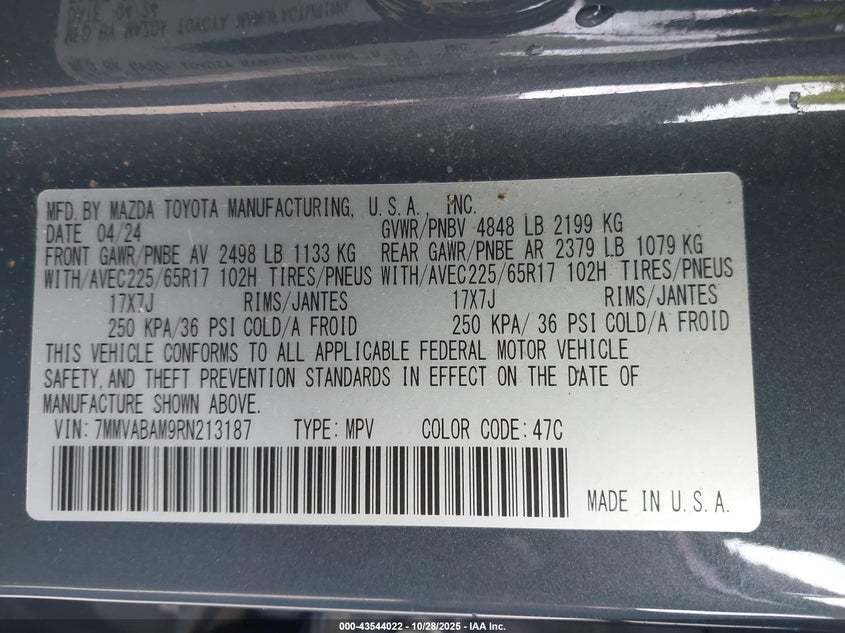 MFD. BY MAZDA TOYOTA MANUFACTURING, U.S.A. INC.
DATE 04/24 GVWR/PNBV 4848 LB 2199 KG
FRONT GAWR/PNBE AV 2498 LB 1133 KG REAR GAWR/PNBE AR 2379 LB 1079 KG
WITH/AVEC225/65R17 102H TIRES/PNEUS WITH/AVEC225/65R17 102H TIRES/PNEUS
17X7J RIMS/JANTES 17X7J RIMS/JANTES
250 KPA/36 PSI COLD/A FROID 250 KPA/ 36 PSI COLD/A FROID
THIS VEHICLE CONFORMS TO ALL APPLICABLE FEDERAL MOTOR VEHICLE
SAFETY, AND THEFT PREVENTION STANDARDS IN EFFECT ON THE DATE OF
MANUFACTURE SHOWN ABOVE.
VIN: 7MMVABAM9RN213187 TYPE: MPV COLOR CODE: 47C
MADE IN U.S.A.
000-43544022 | 10/28/2025 - IAA Inc.